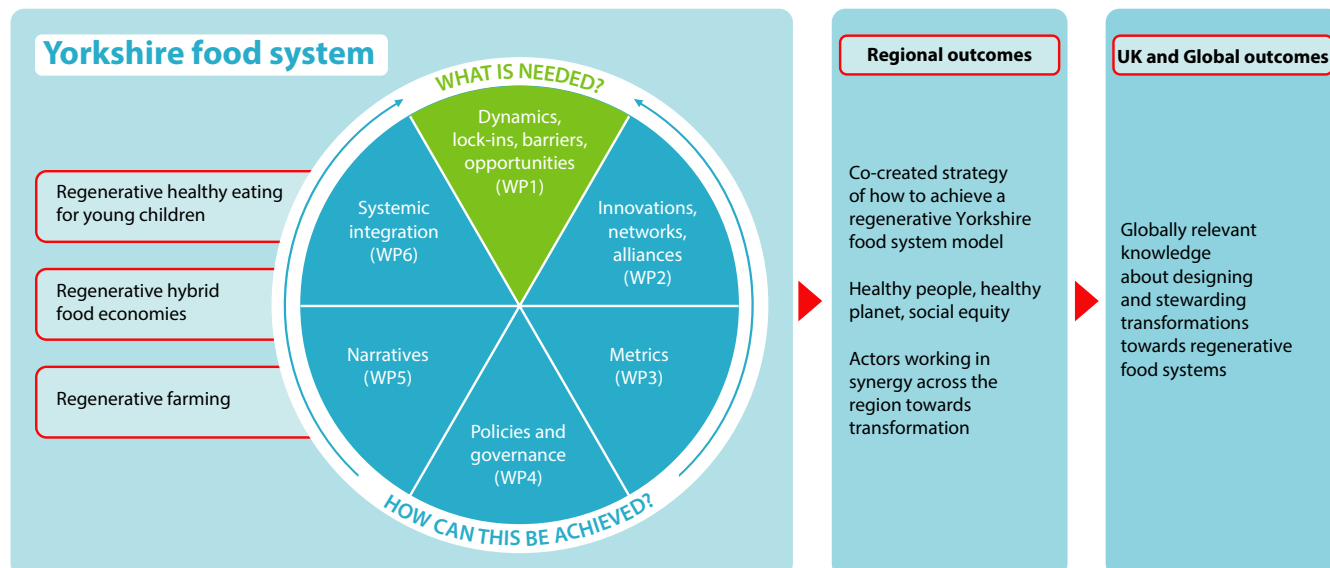 Yorkshire food system
Regenerative healthy eating
for young children
Regenerative hybrid
food economies
Regenerative farming
WHAT IS NEEDED?
Dynamics,
lock-ins, barriers,
opportunities
(WP1)
Innovations,
networks,
alliances
(WP2)
Metrics
(WP3)
Policies and
governance
(WP4)
Narratives
(WP5)
Systemic
integration
(WP6)
HOW CAN THIS BE ACHIEVED?
Regional outcomes
Co-created strategy
of how to achieve a
regenerative Yorkshire
food system model
Healthy people, healthy
planet, social equity
Actors working in
synergy across the
region towards
transformation
UK and Global outcomes
Globally relevant
knowledge
about designing
and stewarding
transformations
towards regenerative
food systems